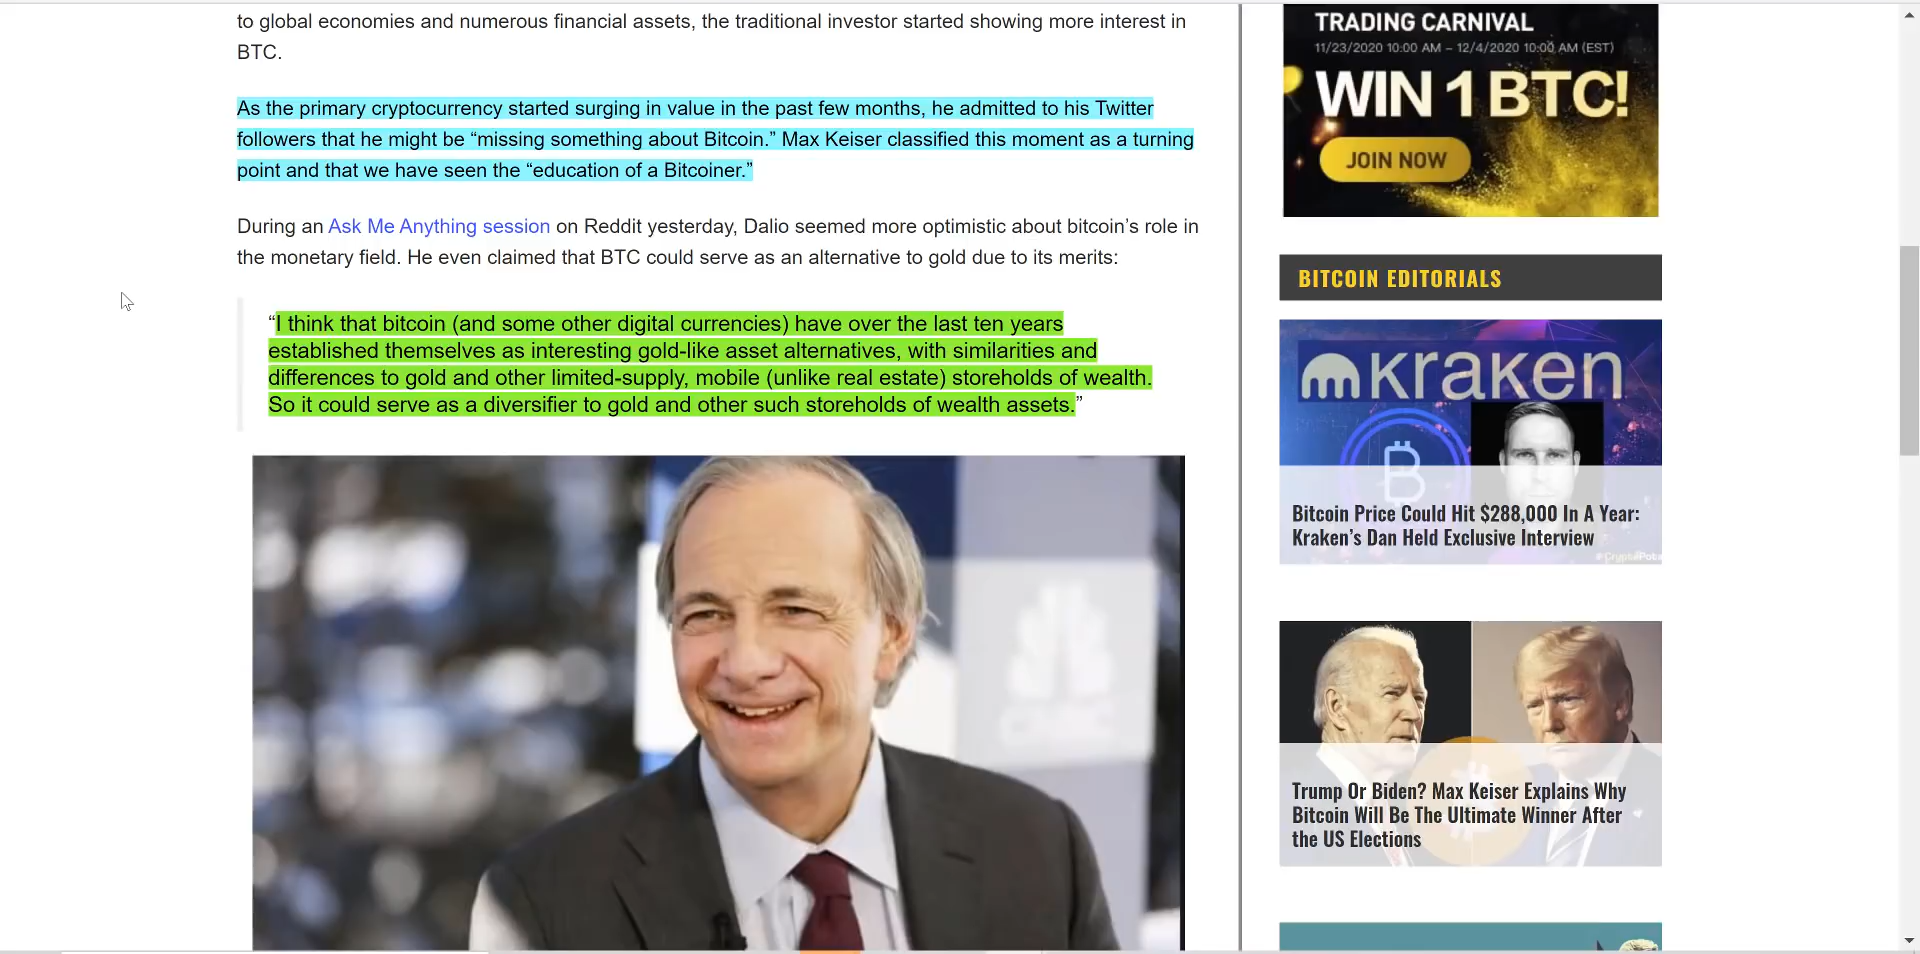 to global economies and numerous financial assets, the traditional investor started showing more interest in
BTC.
As the primary cryptocurrency started surging in value in the past few months, he admitted to his Twitter
followers that he might be “missing something about Bitcoin.” Max Keiser classified this moment as a turning
point and that we have seen the “education of a Bitcoiner.”
During an Ask Me Anything session on Reddit yesterday, Dalio seemed more optimistic about bitcoin’s role in
the monetary field. He even claimed that BTC could serve as an alternative to gold due to its merits:
“I think that bitcoin (and some other digital currencies) have over the last ten years
established themselves as interesting gold-like asset alternatives, with similarities and
differences to gold and other limited-supply, mobile (unlike real estate) storeholds of wealth.
So it could serve as a diversifier to gold and other such storeholds of wealth assets.”
CNBC
TRADING CARNIVAL
11/23/2020 10:00 AM – 12/4/2020 10:00 AM (EST)
WIN 1 BTC!
JOIN NOW
BITCOIN EDITORIALS
kraken
Bitcoin Price Could Hit $288,000 In A Year:
Kraken’s Dan Held Exclusive Interview
Trump Or Biden? Max Keiser Explains Why
Bitcoin Will Be The Ultimate Winner After
the US Elections